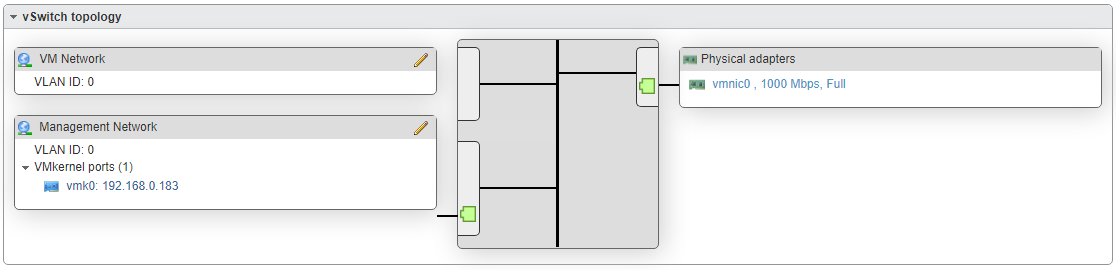 vSwitch topology
VM Network
VLAN ID: 0
Management Network
VLAN ID: 0
VMkernel ports (1)
vmk0: 192.168.0.183
Physical adapters
vmnic0 , 1000 Mbps, Full